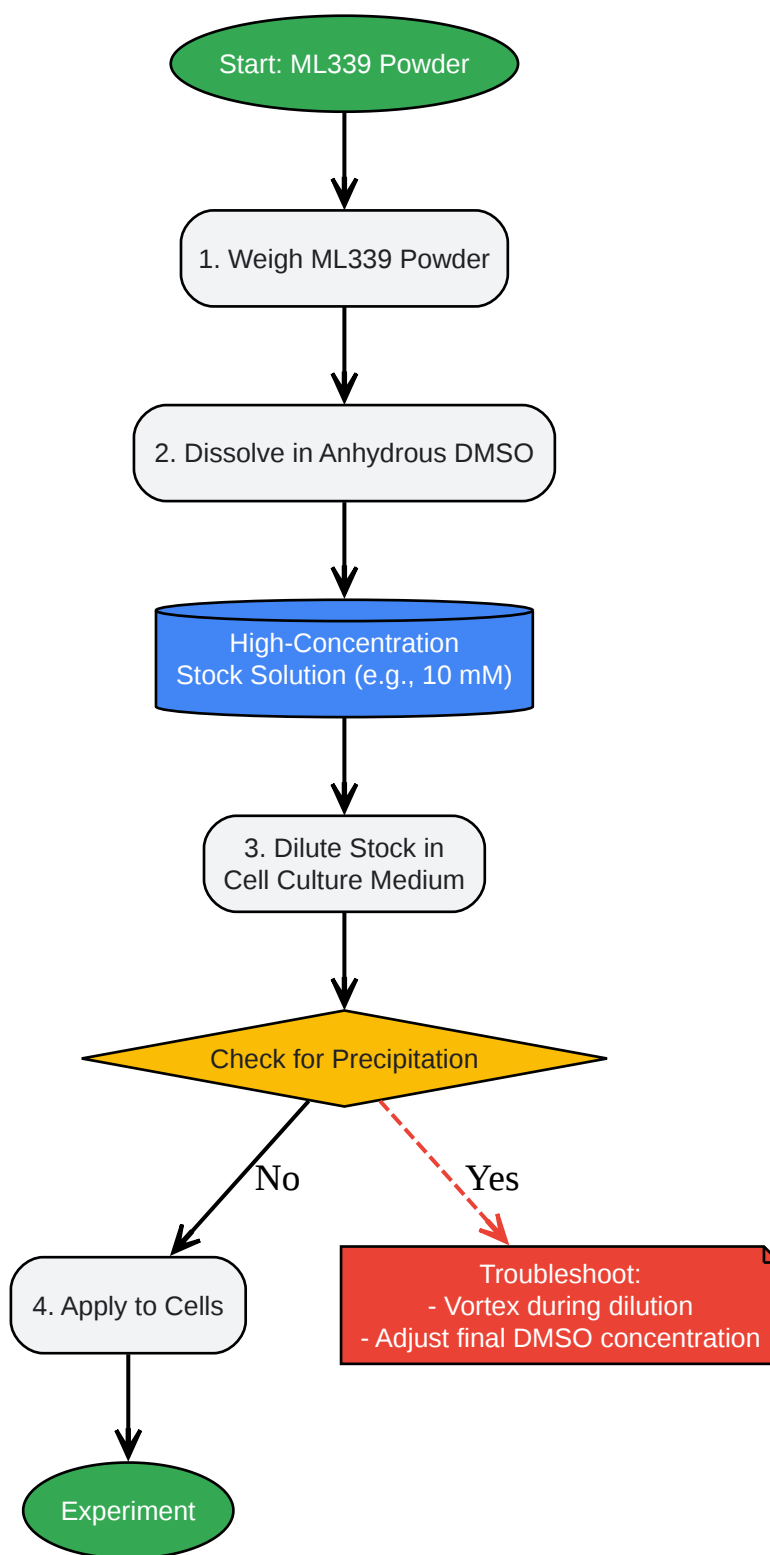 Start: ML339 Powder
1. Weigh ML339 Powder
2. Dissolve in Anhydrous DMSO
High-Concentration
Stock Solution (e.g., 10 mM)
3. Dilute Stock in
Cell Culture Medium
Check for Precipitation
No
Yes
Troubleshoot:
- Vortex during dilution
- Adjust final DMSO concentration
4. Apply to Cells
Experiment